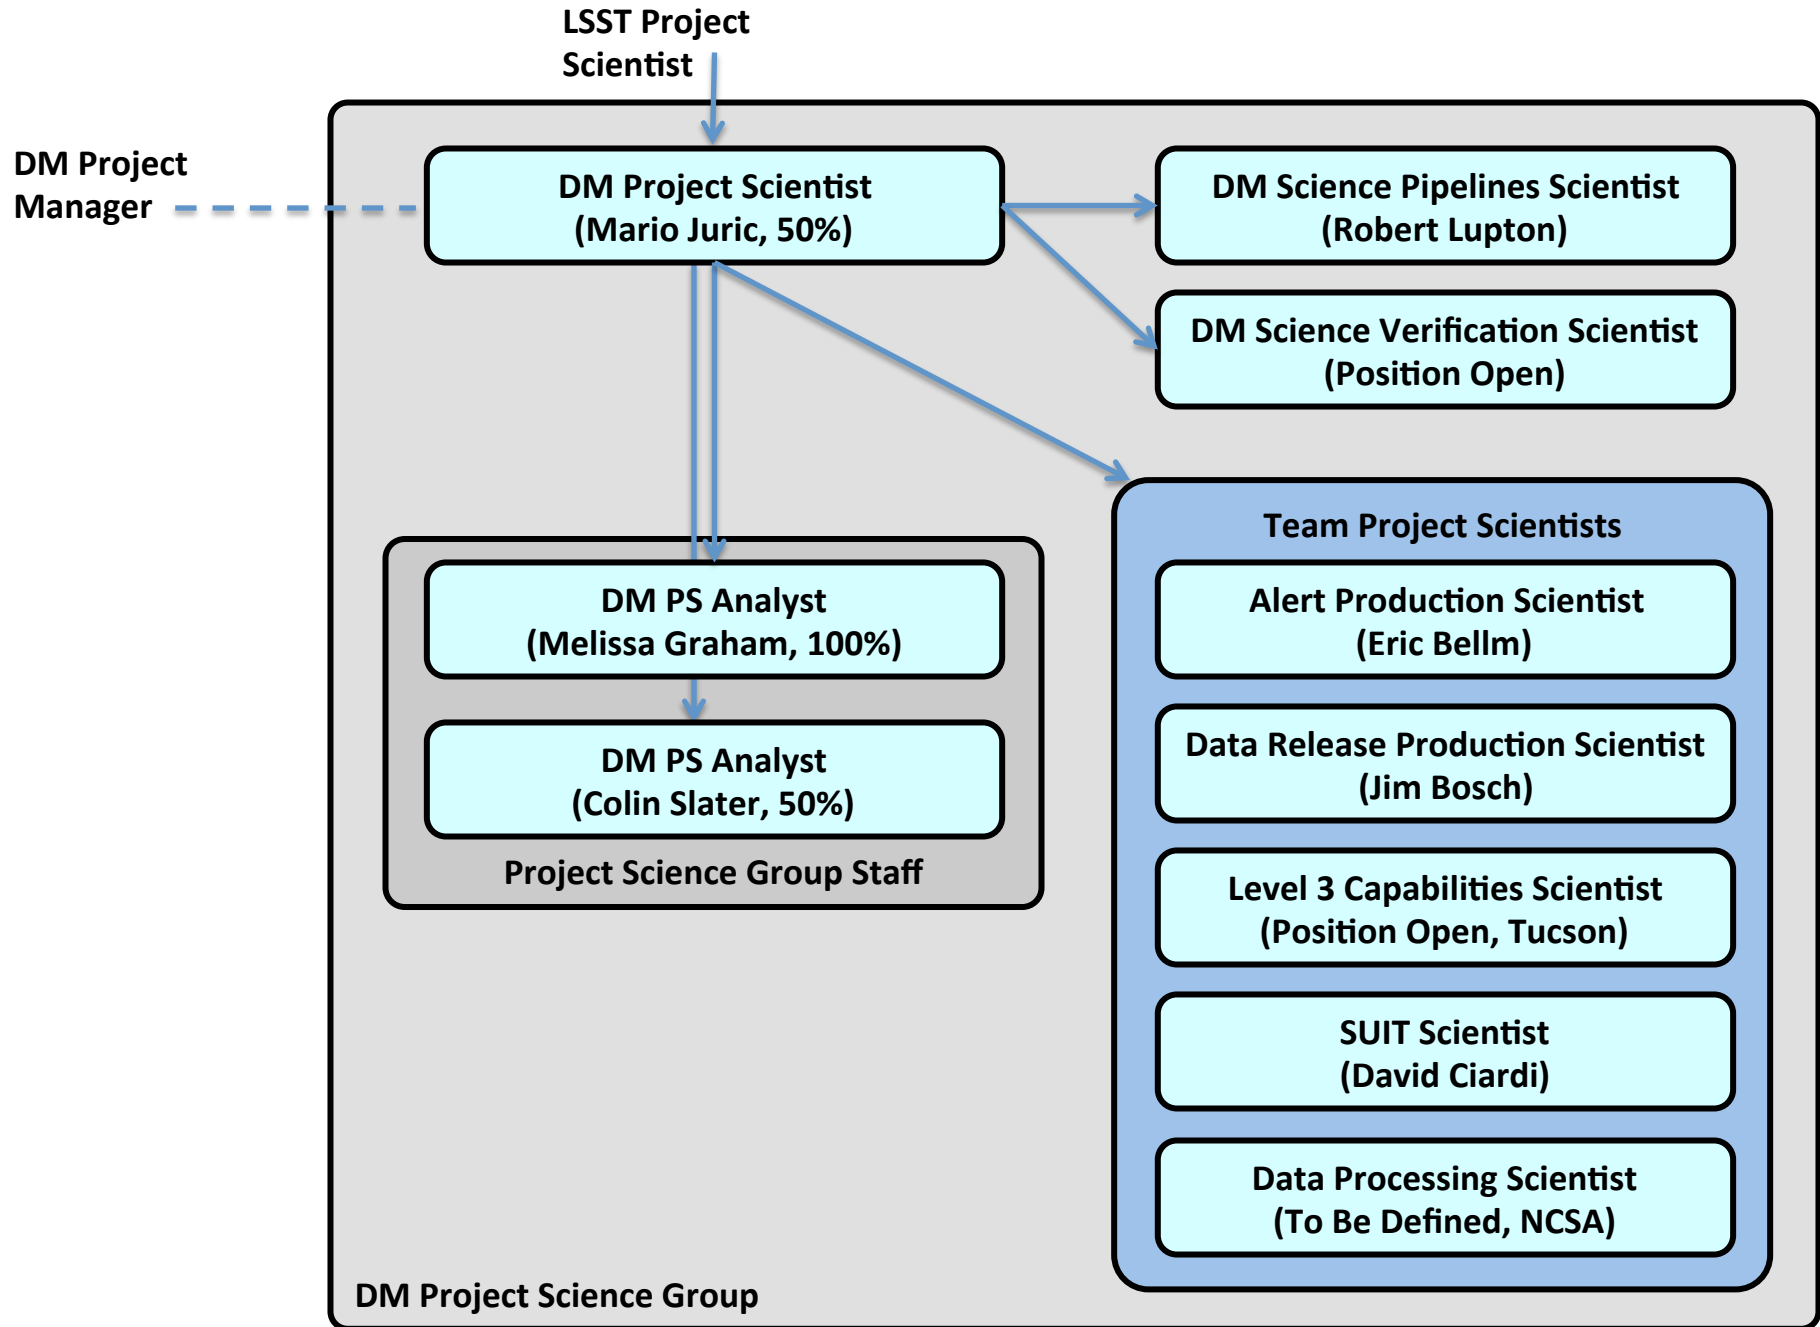 LSST Project
Scientist
DM Project
Manager
DM Project Scientist
(Mario Juric, 50%)
DM Science Pipelines Scientist
(Robert Lupton)
DM Science Verification Scientist
(Position Open)
Team Project Scientists
Alert Production Scientist
(Eric Bellm)
Data Release Production Scientist
(Jim Bosch)
Level 3 Capabilities Scientist
(Position Open, Tucson)
SUIT Scientist
(David Ciardi)
Data Processing Scientist
(To Be Defined, NCSA)
DM PS Analyst
(Melissa Graham, 100%)
DM PS Analyst
(Colin Slater, 50%)
Project Science Group Staff
DM Project Science Group